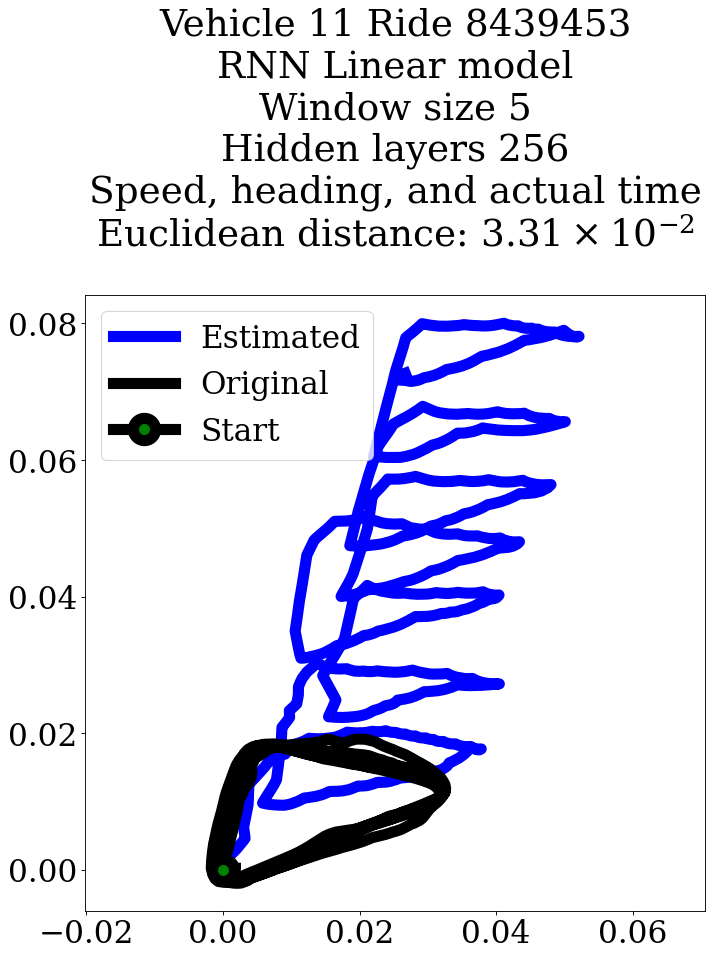 Vehicle 11 Ride 8439453
RNN Linear model
Window size 5
Hidden layers 256
Speed, heading, and actual time
Euclidean distance: 3.31 × 10⁻²
Estimated
Original
Start
0.08
0.06
0.04
0.02
0.00
−0.02 0.00 0.02 0.04 0.06